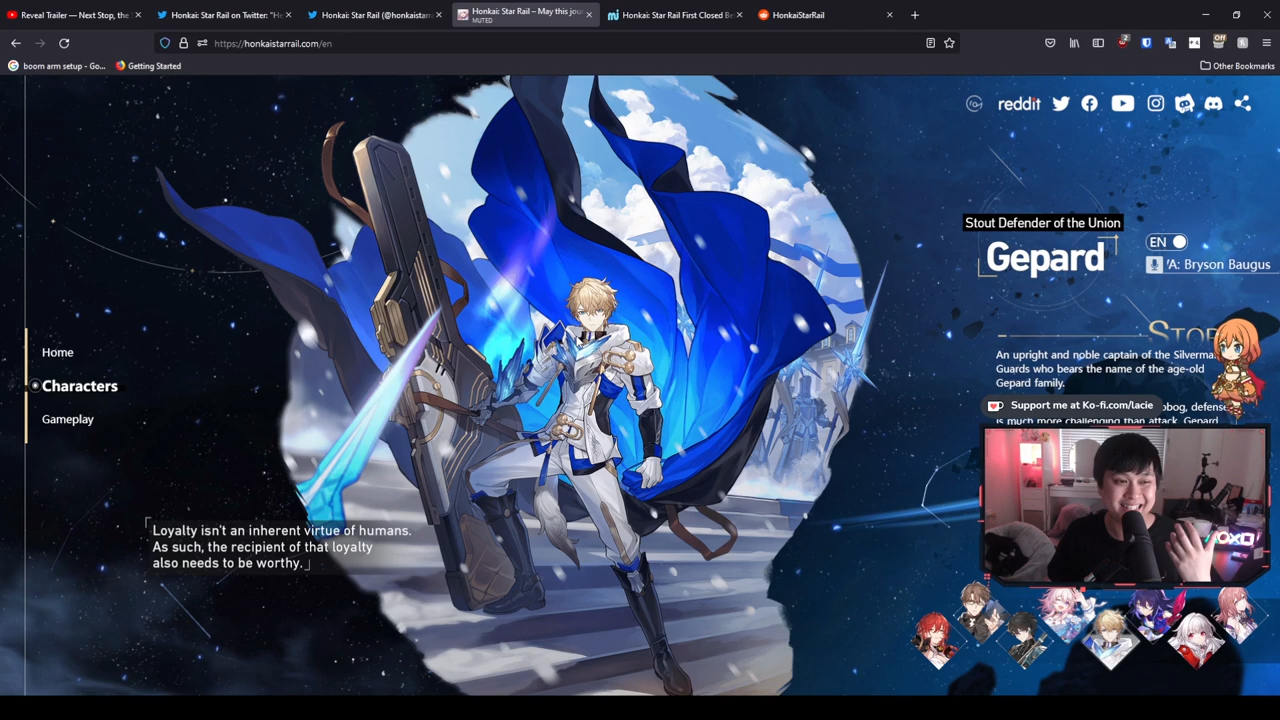 Reveal Trailer — Next Stop, the
Honkai: Star Rail on Twitter: "He
Honkai: Star Rail (@honkaistarra
Honkai: Star Rail – May this jour
MUTED
Honkai: Star Rail First Closed Be
HonkaiStarRail
https://honkaistarrail.com/en
2
Off
boom arm setup - Go...
Getting Started
Other Bookmarks
reddit
Stout Defender of the Union
Gepard
EN
'A: Bryson Baugus
Home
Characters
Gameplay
An upright and noble captain of the Silverma
Guards who bears the name of the age-old
Gepard family.
Support me at Ko-fi.com/lacie
obog, defense
is much more challenging than attack. Gepard
Loyalty isn't an inherent virtue of humans.
As such, the recipient of that loyalty
also needs to be worthy.